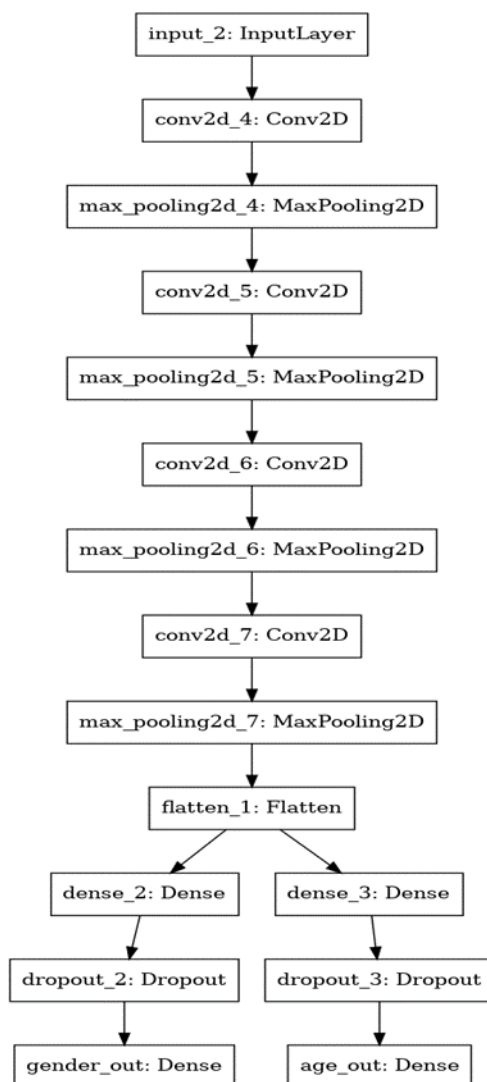 input_2: InputLayer
conv2d_4: Conv2D
max_pooling2d_4: MaxPooling2D
conv2d_5: Conv2D
max_pooling2d_5: MaxPooling2D
conv2d_6: Conv2D
max_pooling2d_6: MaxPooling2D
conv2d_7: Conv2D
max_pooling2d_7: MaxPooling2D
flatten_1: Flatten
dense_2: Dense
dense_3: Dense
dropout_2: Dropout
dropout_3: Dropout
gender_out: Dense
age_out: Dense